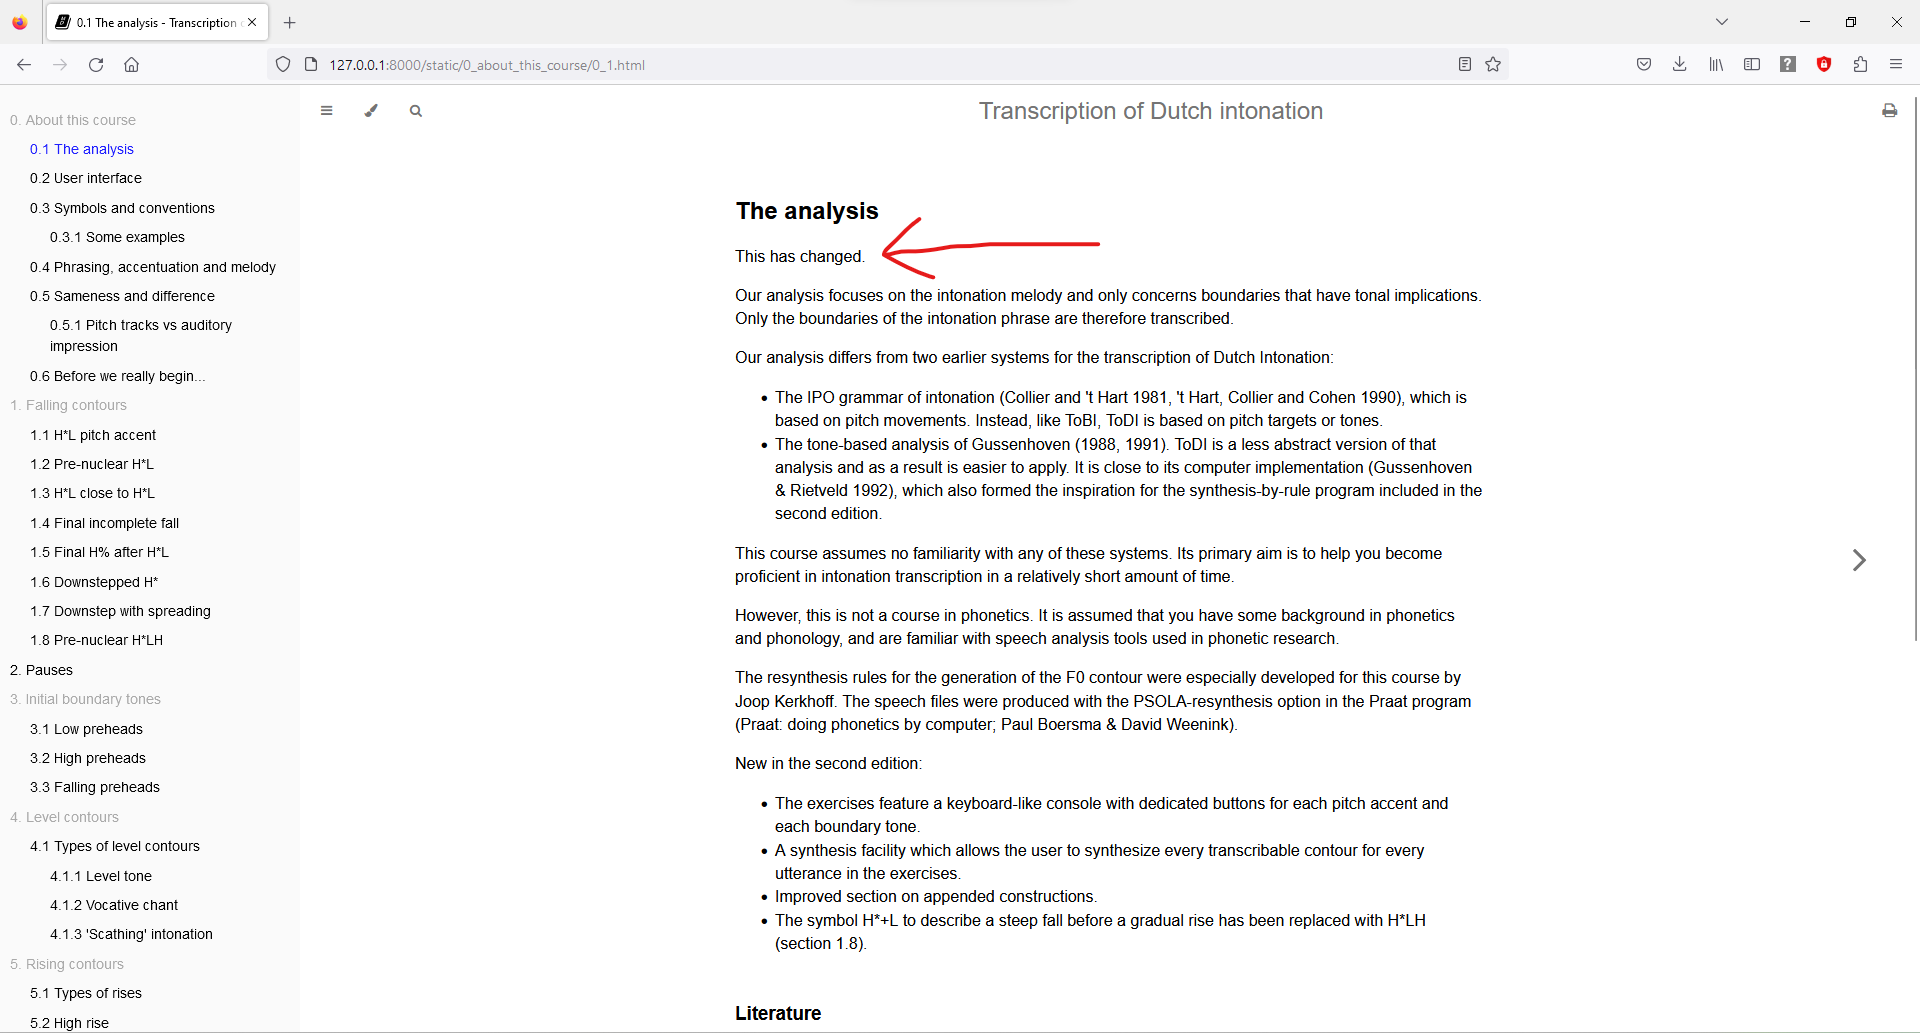 0.1 The analysis - Transcription
127.0.0.1:8000/static/0_about_this_course/0_1.html
0. About this course
0.1 The analysis
0.2 User interface
0.3 Symbols and conventions
0.3.1 Some examples
0.4 Phrasing, accentuation and melody
0.5 Sameness and difference
0.5.1 Pitch tracks vs auditory
impression
0.6 Before we really begin...
1. Falling contours
1.1 H*L pitch accent
1.2 Pre-nuclear H*L
1.3 H*L close to H*L
1.4 Final incomplete fall
1.5 Final H% after H*L
1.6 Downstepped H*
1.7 Downstep with spreading
1.8 Pre-nuclear H*LH
2. Pauses
3. Initial boundary tones
3.1 Low preheads
3.2 High preheads
3.3 Falling preheads
4. Level contours
4.1 Types of level contours
4.1.1 Level tone
4.1.2 Vocative chant
4.1.3 'Scathing' intonation
5. Rising contours
5.1 Types of rises
5.2 High rise
Transcription of Dutch intonation
The analysis
This has changed.
Our analysis focuses on the intonation melody and only concerns boundaries that have tonal implications.
Only the boundaries of the intonation phrase are therefore transcribed.
Our analysis differs from two earlier systems for the transcription of Dutch Intonation:
• The IPO grammar of intonation (Collier and 't Hart 1981, 't Hart, Collier and Cohen 1990), which is
based on pitch movements. Instead, like ToBI, ToDI is based on pitch targets or tones.
• The tone-based analysis of Gussenhoven (1988, 1991). ToDI is a less abstract version of that
analysis and as a result is easier to apply. It is close to its computer implementation (Gussenhoven
& Rietveld 1992), which also formed the inspiration for the synthesis-by-rule program included in the
second edition.
This course assumes no familiarity with any of these systems. Its primary aim is to help you become
proficient in intonation transcription in a relatively short amount of time.
However, this is not a course in phonetics. It is assumed that you have some background in phonetics
and phonology, and are familiar with speech analysis tools used in phonetic research.
The resynthesis rules for the generation of the F0 contour were especially developed for this course by
Joop Kerkhoff. The speech files were produced with the PSOLA-resynthesis option in the Praat program
(Praat: doing phonetics by computer; Paul Boersma & David Weenink).
New in the second edition:
• The exercises feature a keyboard-like console with dedicated buttons for each pitch accent and
each boundary tone.
• A synthesis facility which allows the user to synthesize every transcribable contour for every
utterance in the exercises.
• Improved section on appended constructions.
• The symbol H*+L to describe a steep fall before a gradual rise has been replaced with H*LH
(section 1.8).
Literature